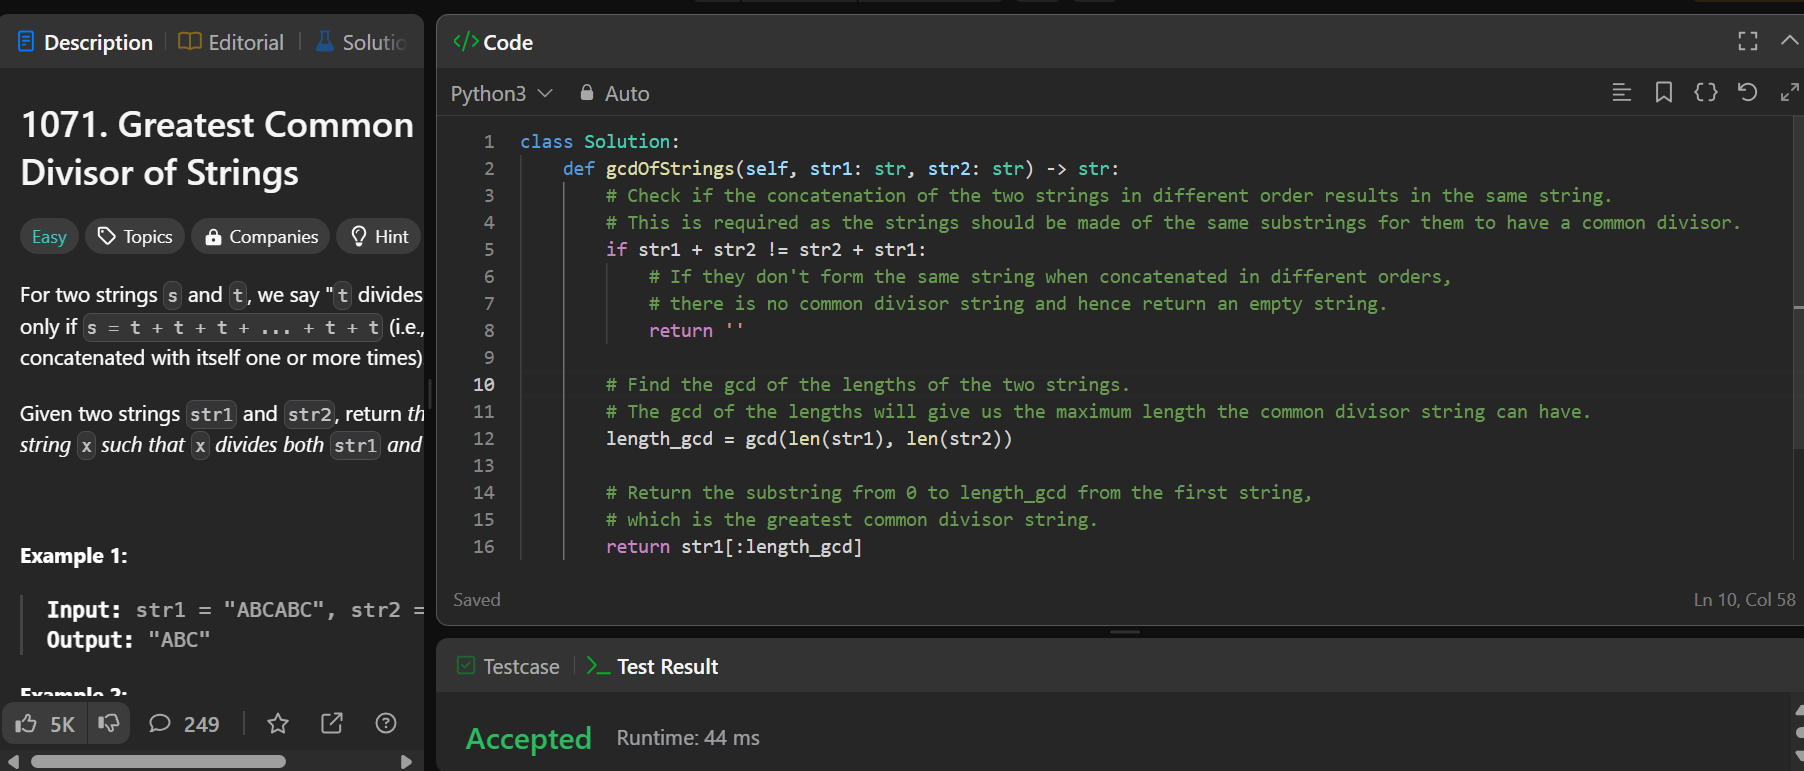 Description
Editorial
Solutio
1071. Greatest Common
Divisor of Strings
Easy
Topics
Companies
Hint
For two strings s and t, we say "t divides
only if s = t + t + t + ... + t + t (i.e.,
concatenated with itself one or more times)
Given two strings str1 and str2, return th
string x such that x divides both str1 and
Example 1:
Input: str1 = "ABCABC", str2 =
Output: "ABC"
Example 2:
5K
249
</> Code
Python3
Auto
1 class Solution:
2 def gcdOfStrings(self, str1: str, str2: str) -> str:
3 # Check if the concatenation of the two strings in different order results in the same string.
4 # This is required as the strings should be made of the same substrings for them to have a common divisor.
5 if str1 + str2 != str2 + str1:
6 # If they don't form the same string when concatenated in different orders,
7 # there is no common divisor string and hence return an empty string.
8 return ''
9
10 # Find the gcd of the lengths of the two strings.
11 # The gcd of the lengths will give us the maximum length the common divisor string can have.
12 length_gcd = gcd(len(str1), len(str2))
13
14 # Return the substring from 0 to length_gcd from the first string,
15 # which is the greatest common divisor string.
16 return str1[:length_gcd]
Saved
Ln 10, Col 58
Testcase
>_ Test Result
Accepted
Runtime: 44 ms